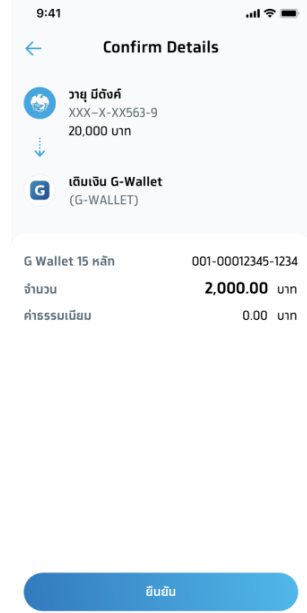 9:41
Confirm Details
วายุ มีตังค์
XXX-X-XX563-9
20,000 บาท
G
เติมเงิน G-Wallet
(G-WALLET)
G Wallet 15 หลัก 001-00012345-1234
จำนวน 2,000.00 บาท
ค่าธรรมเนียม 0.00 บาท
ยืนยัน